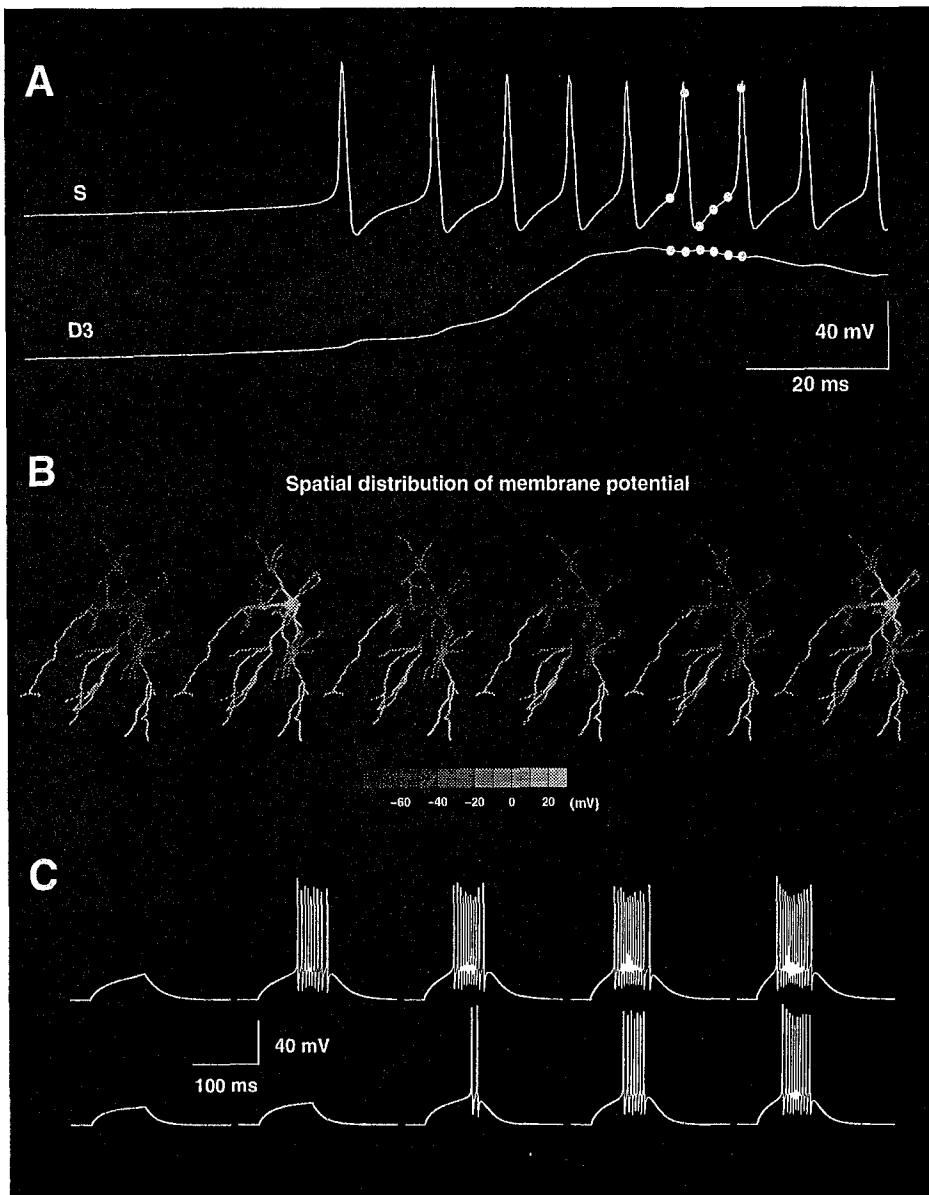 A
S
D3
40 mV
20 ms
B
Spatial distribution of membrane potential
−60 −40 −20 0 20 (mV)
C
40 mV
100 ms